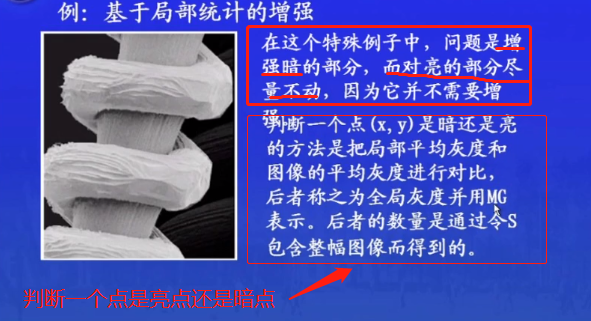 例：基于局部统计的增强
在这个特殊例子中，问题是增
强暗的部分，而对亮的部分尽
量不动，因为它并不需要增
强。
判断一个点(x,y)是暗还是亮
的方法是把局部平均灰度和
图像的平均灰度进行对比，
后者称之为全局灰度并用MG
表示。后者的数量是通过令S
包含整幅图像而得到的。
判断一个点是亮点还是暗点